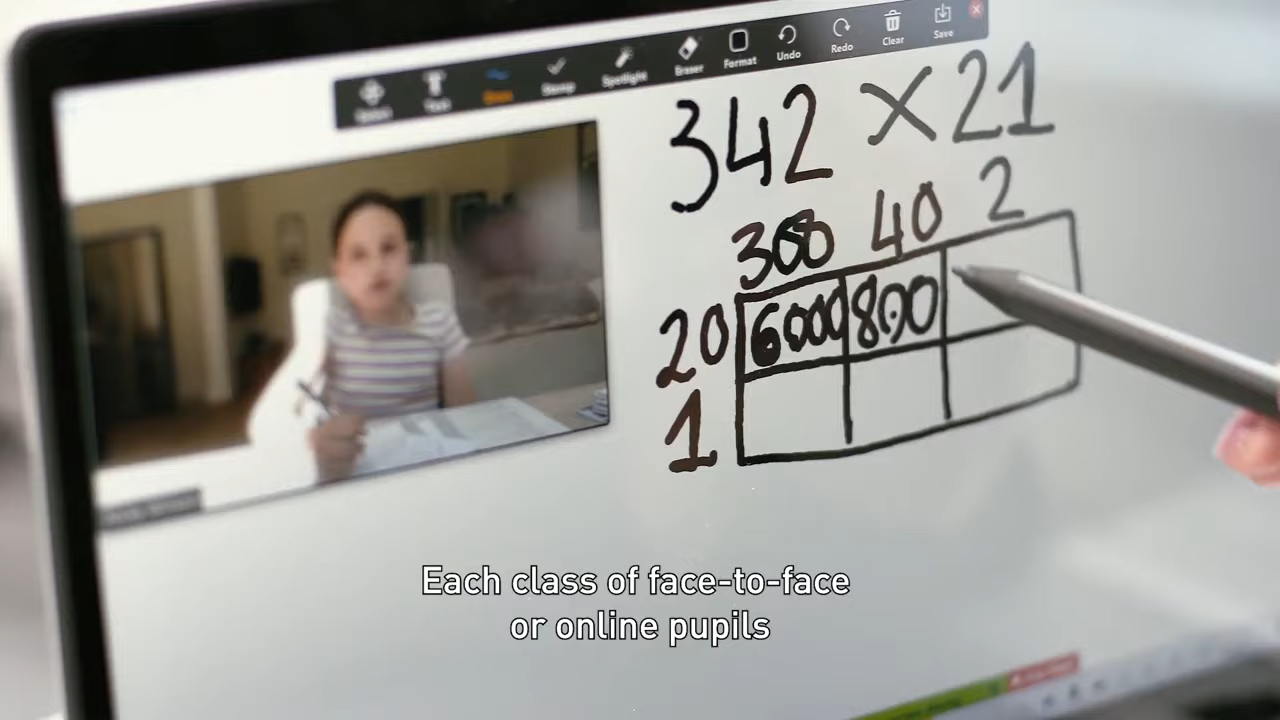 Text Stamp Spotlight Eraser Format Undo Redo Clear Save
342 × 21
300 40 2
20 6000 800
1
Each class of face-to-face
or online pupils